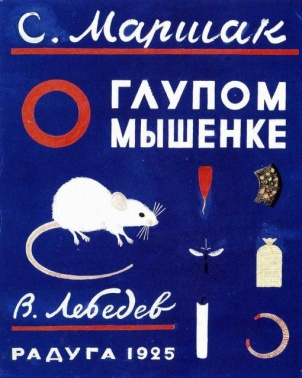 С. Маршак
О ГЛУПОМ
МЫШЕНКЕ
В. Лебедев
РАДУГА 1925